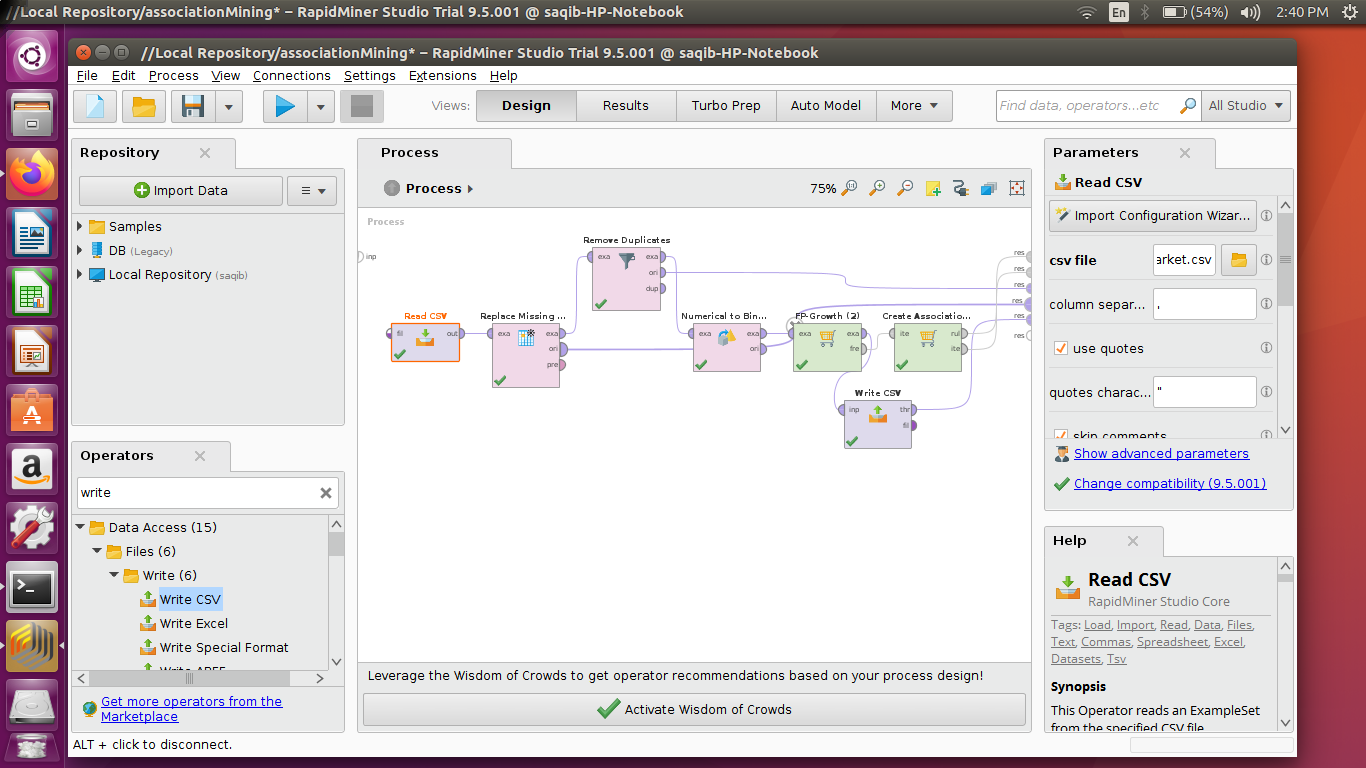 //Local Repository/associationMining* – RapidMiner Studio Trial 9.5.001 @ saqib-HP-Notebook
En
(54%)
2:40 PM
//Local Repository/associationMining* – RapidMiner Studio Trial 9.5.001 @ saqib-HP-Notebook
File Edit Process View Connections Settings Extensions Help
Views: Design Results Turbo Prep Auto Model More
Find data, operators...etc
All Studio
Repository
Import Data
Samples
DB (Legacy)
Local Repository (saqib)
Operators
write
Data Access (15)
Files (6)
Write (6)
Write CSV
Write Excel
Write Special Format
Write ARFF
Get more operators from the
Marketplace
ALT + click to disconnect.
Process
Process
75%
Process
inp
Remove Duplicates
exa exa
ori
dup
Read CSV
fil out
Replace Missing ...
exa exa
ori
pre
Numerical to Bin...
exa exa
ori
FP-Growth (2)
exa exa
fre
Create Associatio...
ite rul
ite
Write CSV
inp thr
fil
res
res
res
res
res
res
Leverage the Wisdom of Crowds to get operator recommendations based on your process design!
Activate Wisdom of Crowds
Parameters
Read CSV
Import Configuration Wizar...
csv file arket.csv
column separ... ,
use quotes
quotes charac... "
skip comments
Show advanced parameters
Change compatibility (9.5.001)
Help
Read CSV
RapidMiner Studio Core
Tags: Load, Import, Read, Data, Files,
Text, Commas, Spreadsheet, Excel,
Datasets, Tsv
Synopsis
This Operator reads an ExampleSet
from the specified CSV file.